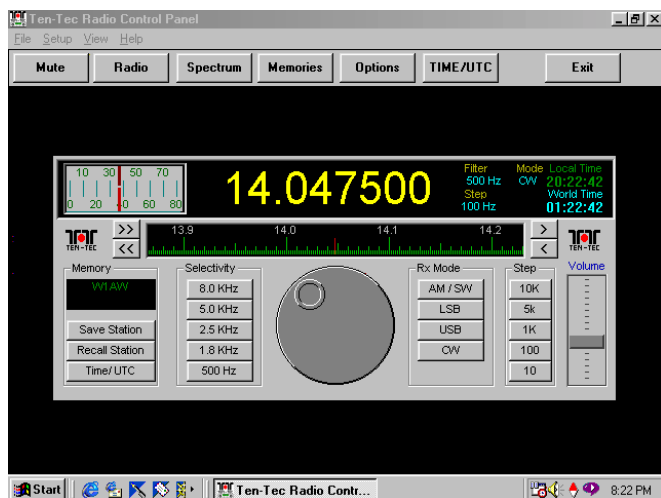 Ten-Tec Radio Control Panel
File Setup View Help
Mute Radio Spectrum Memories Options TIME/UTC Exit
10 30 50 70
0 20 40 60 80
14.047500
Filter
500 Hz
Step
100 Hz
Mode
CW
Local Time
20:22:42
World Time
01:22:42
TEN-TEC
>>
<<
13.9 14.0 14.1 14.2
>
<
TEN-TEC
Memory
W1AW
Save Station
Recall Station
Time/UTC
Selectivity
8.0 KHz
5.0 KHz
2.5 KHz
1.8 KHz
500 Hz
Rx Mode
AM / SW
LSB
USB
CW
Step
10K
5k
1K
100
10
Volume
Start
Ten-Tec Radio Contr...
8:22 PM